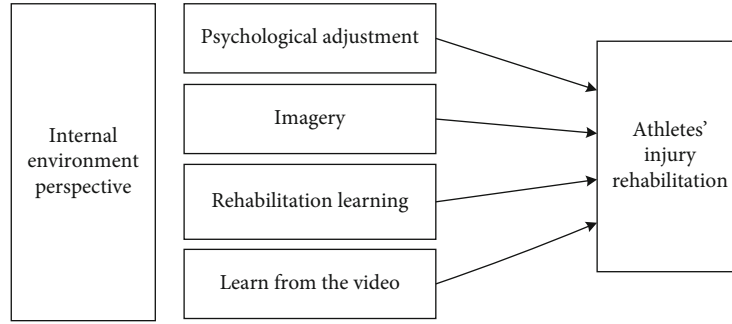 Internal
environment
perspective
Psychological adjustment
Imagery
Rehabilitation learning
Learn from the video
Athletes'
injury
rehabilitation